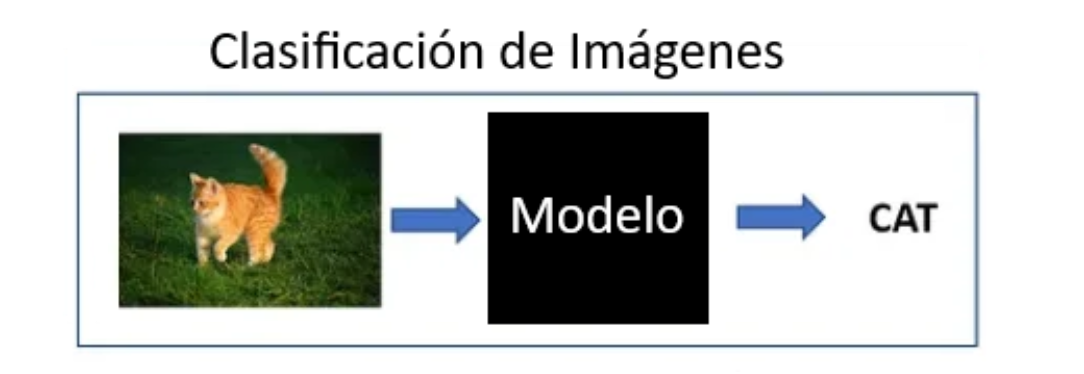 Clasificación de Imágenes
Modelo
CAT